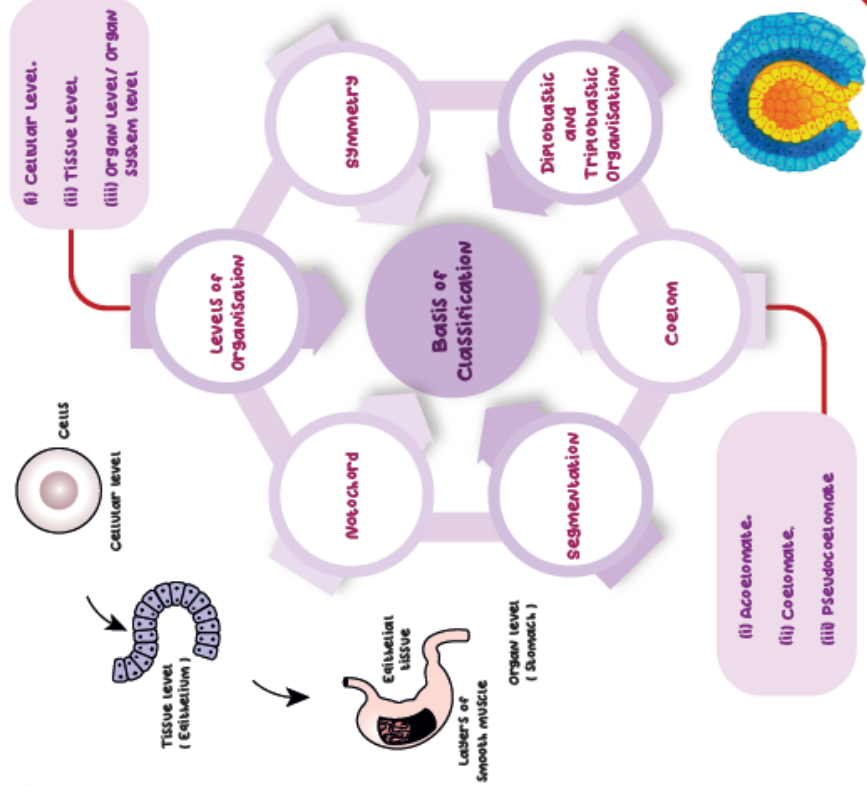 Cells
Cellular level
Tissue level
(Epithelium)
Epithelial
tissue
Layers of
Smooth muscle
Organ level
(Stomach)
(i) Cellular Level.
(ii) Tissue Level,
(iii) Organ Level/ Organ
system level
Levels of
Organisation
Symmetry
Diploblastic
and
Triploblastic
Organisation
Coelom
Segmentation
Notochord
Basis of
Classification
(i) Acoelomate.
(ii) Coelomate,
(iii) Pseudocoelomate